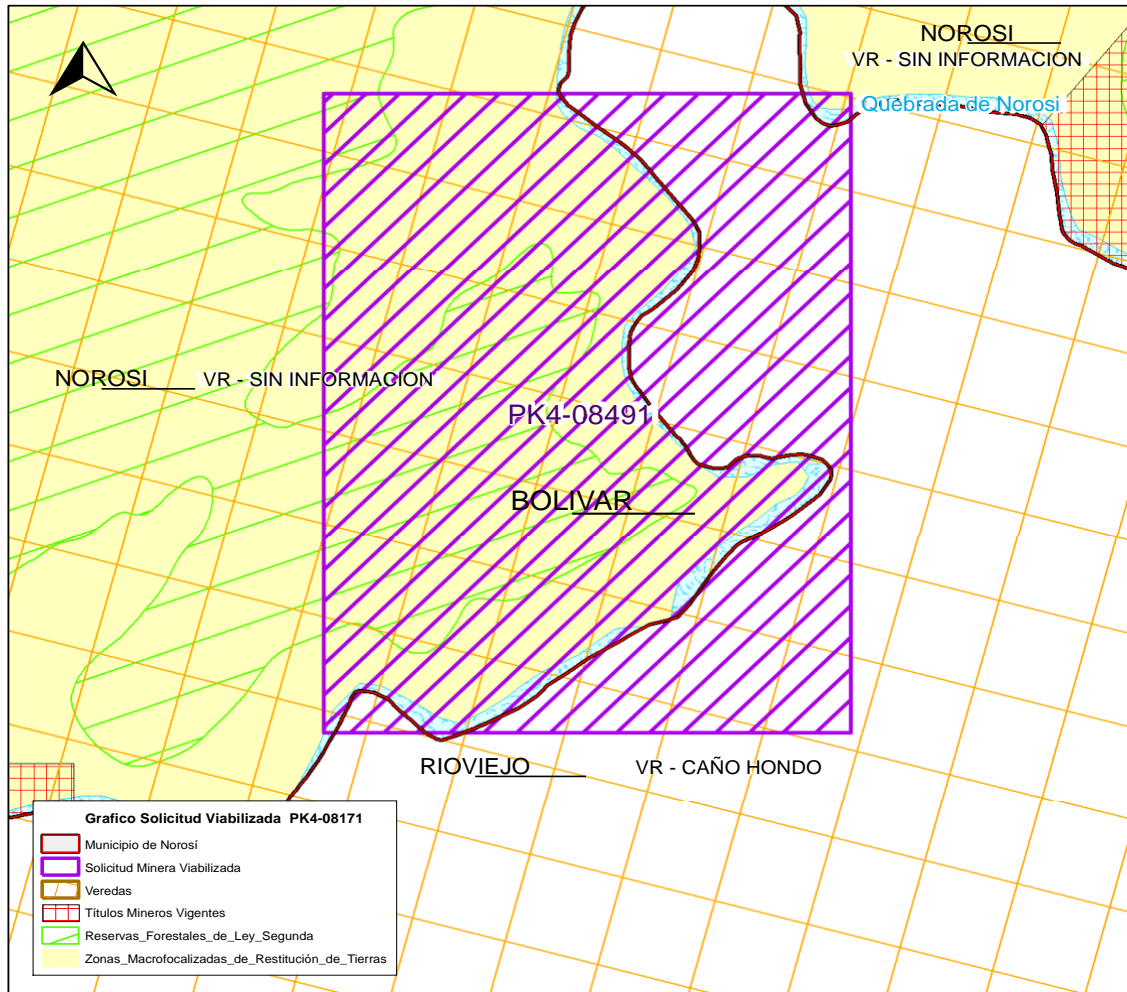 NOROSI
VR - SIN INFORMACION
Quebrada de Norosi
NOROSI VR - SIN INFORMACION
PK4-08491
BOLIVAR
RIOVIEJO VR - CAÑO HONDO
Grafico Solicitud Viabilizada PK4-08171
Municipio de Norosí
Solicitud Minera Viabilizada
Veredas
Títulos Mineros Vigentes
Reservas_Forestales_de_Ley_Segunda
Zonas_Macrofocalizadas_de_Restitución_de_Tierras